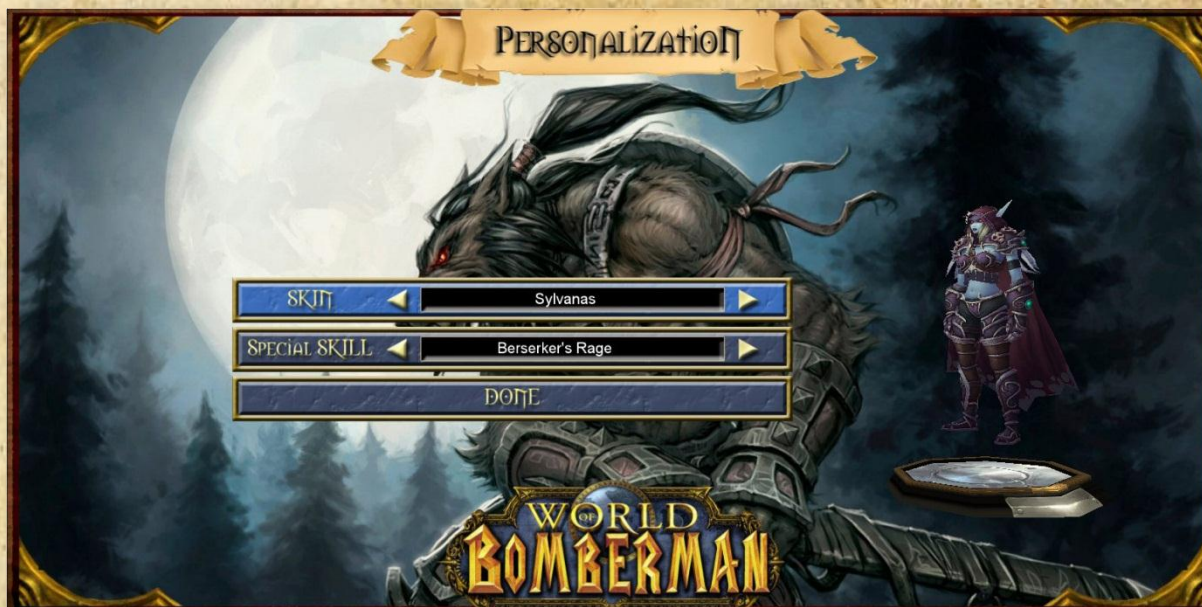 PERSONALIZATION
SKIN Sylvanas
SPECIAL SKILL Berserker's Rage
DONE
WORLD
OF
BOMBERMAN